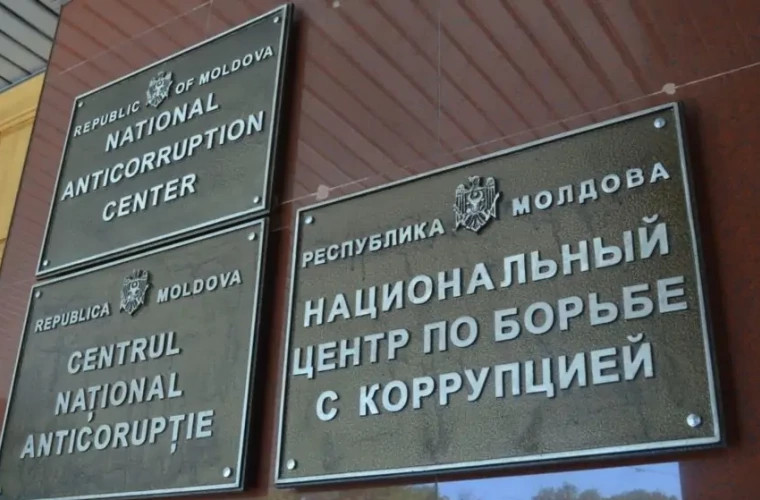 REPUBLIC OF MOLDOVA
NATIONAL
ANTICORRUPTION
CENTER
REPUBLICA MOLDOVA
CENTRUL
NAȚIONAL
ANTICORUPȚIE
РЕСПУБЛИКА МОЛДОВА
НАЦИОНАЛЬНЫЙ
ЦЕНТР ПО БОРЬБЕ
С КОРРУПЦИЕЙ